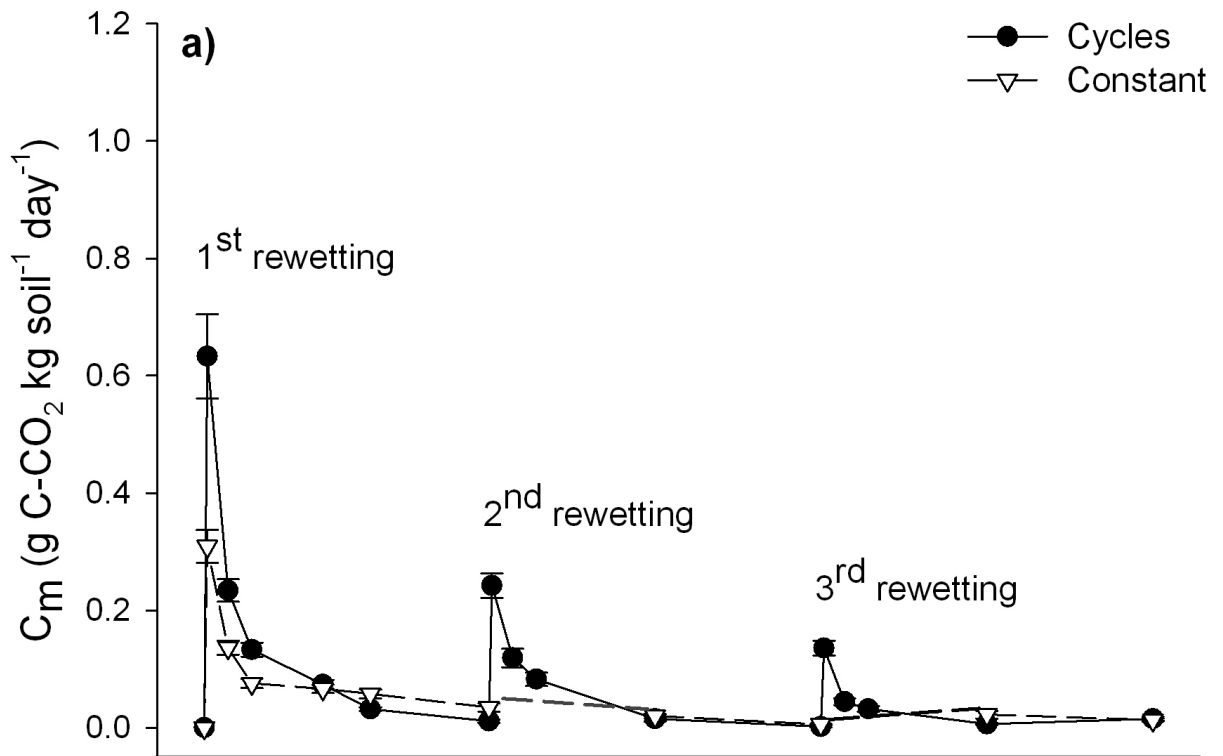 a)
Cycles
Constant
1.2
1.0
0.8
0.6
0.4
0.2
0.0
Cm (g C-CO2 kg soil-1 day-1)
1st rewetting
2nd rewetting
3rd rewetting